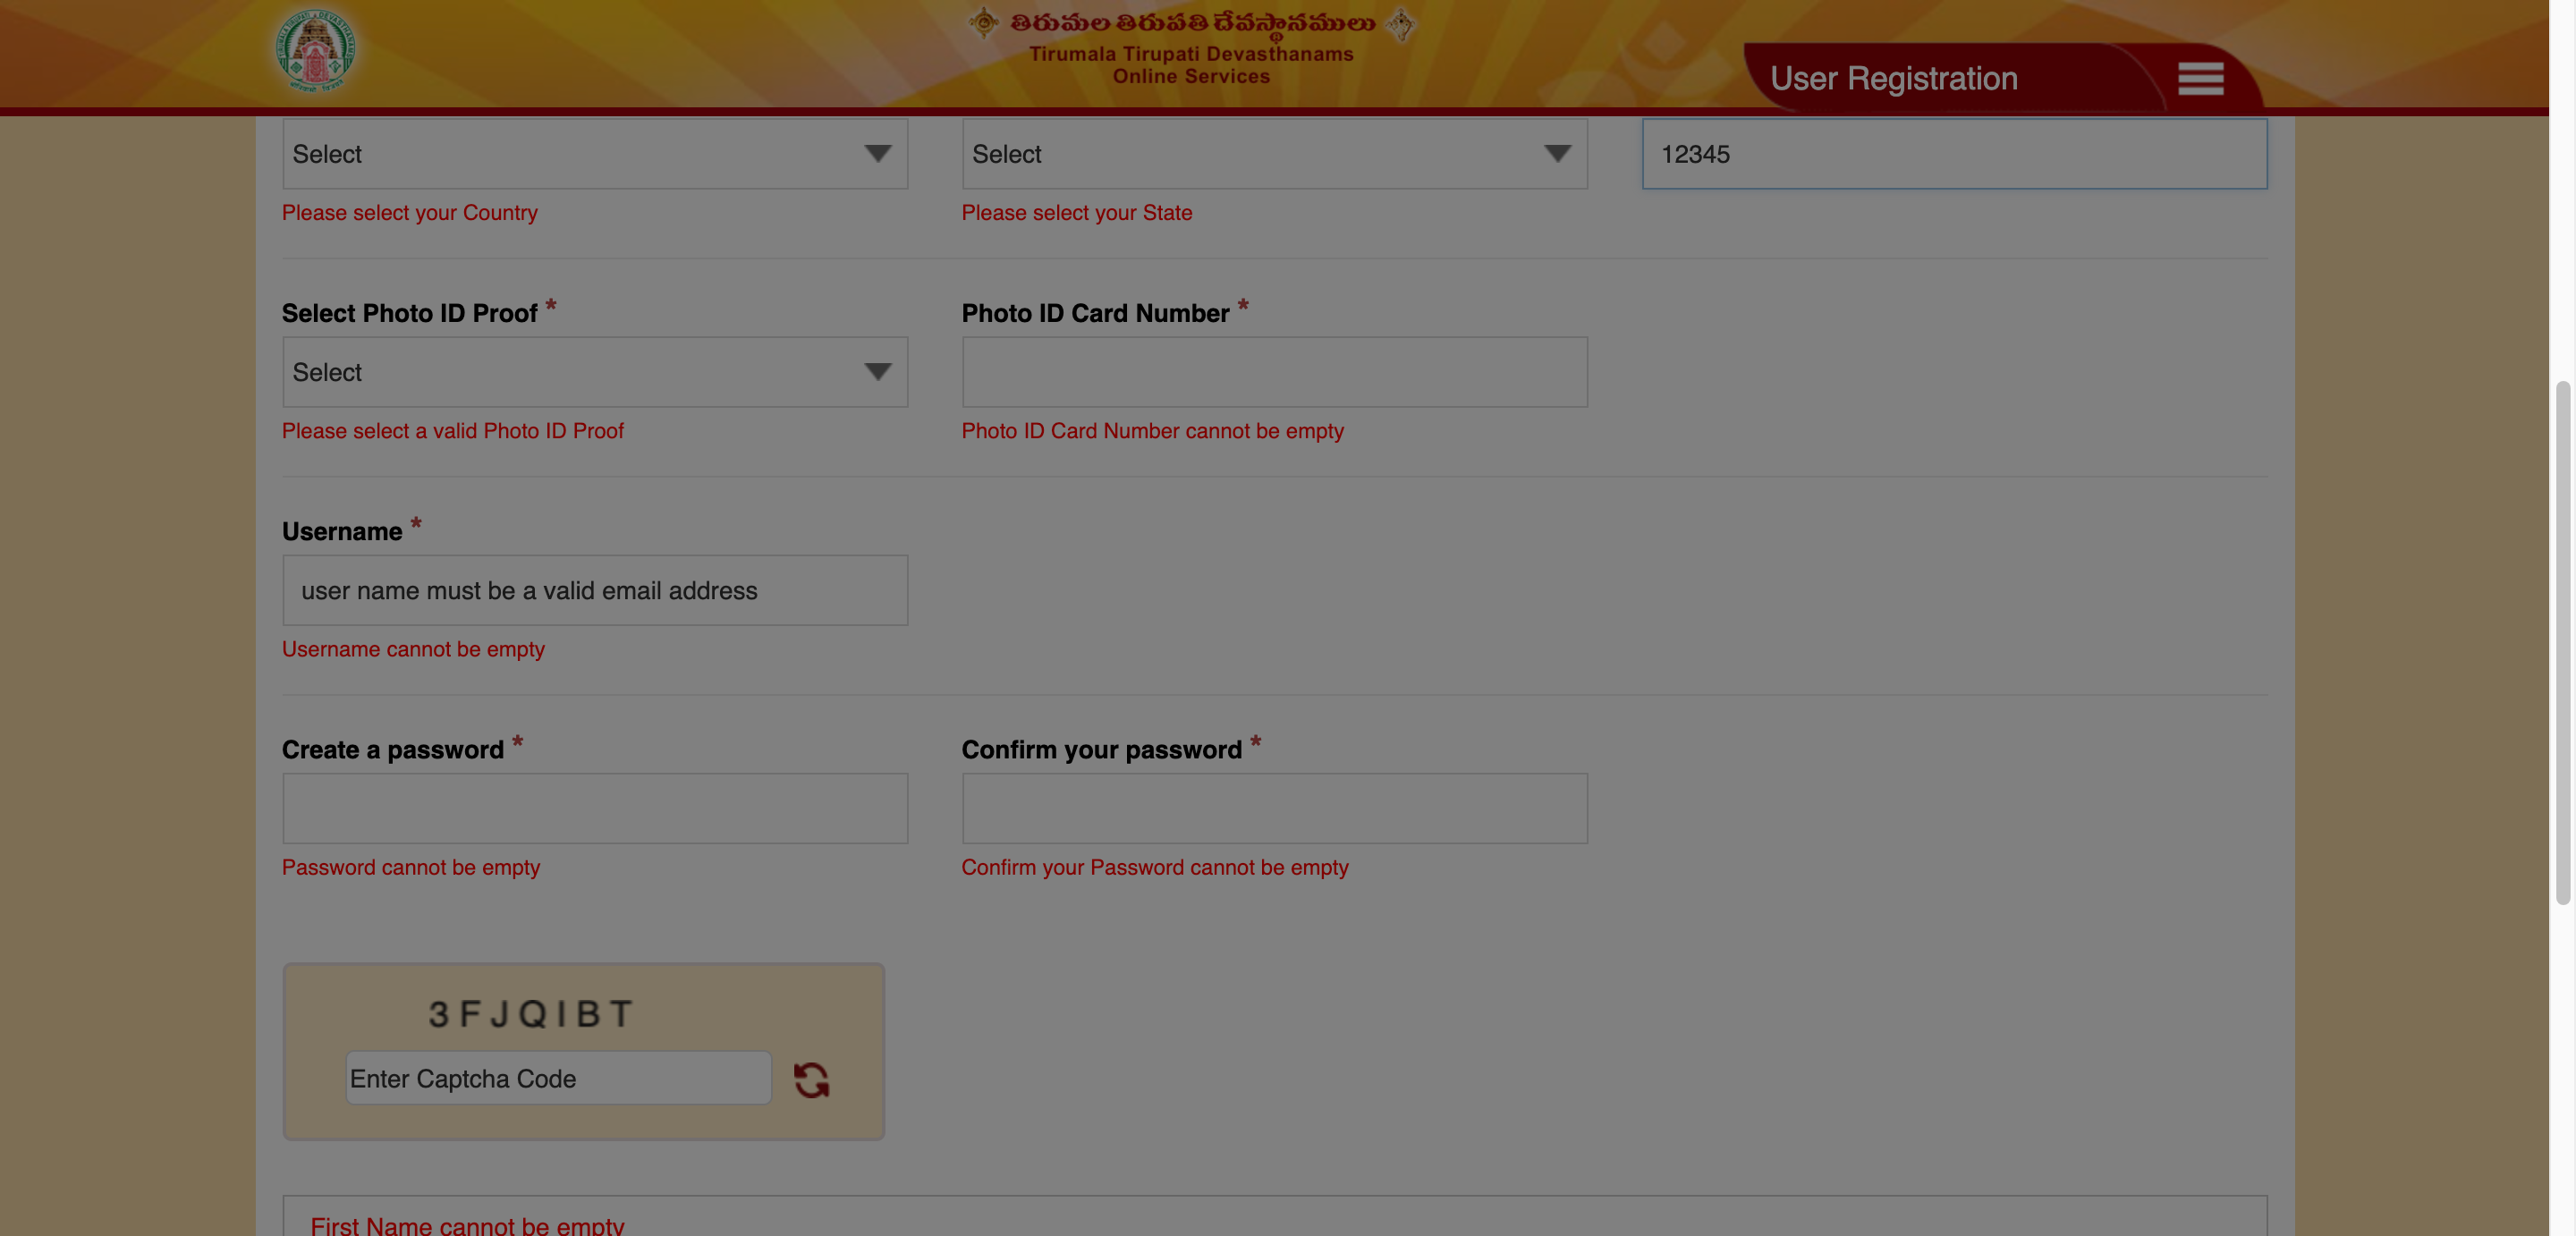 తిరుమల తిరుపతి దేవస్థానములు
Tirumala Tirupati Devasthanams
Online Services
User Registration
Select
Select
12345
Please select your Country
Please select your State
Select Photo ID Proof *
Photo ID Card Number *
Select
Please select a valid Photo ID Proof
Photo ID Card Number cannot be empty
Username *
user name must be a valid email address
Username cannot be empty
Create a password *
Confirm your password *
Password cannot be empty
Confirm your Password cannot be empty
3FJQIBT
Enter Captcha Code
First Name cannot be empty